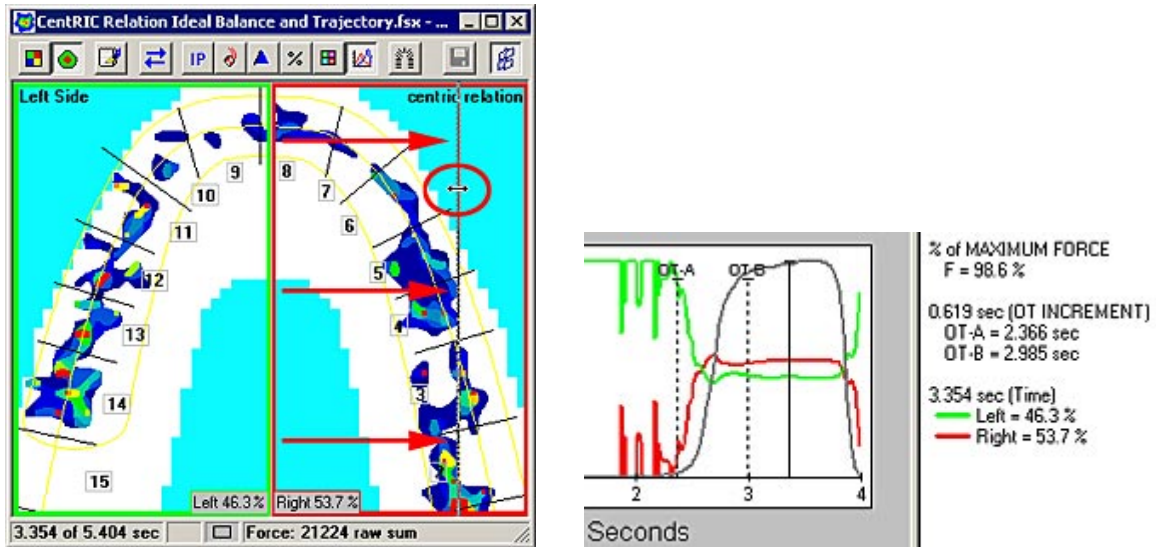 CentRIC Relation Ideal Balance and Trajectory.fsx - ...
IP %
Left Side
centric relation
9
8
10
7
11
6
12
5
13
4
14
3
15
Left 46.3 %
Right 53.7 %
3.354 of 5.404 sec
Force: 21224 raw sum
OT-A
OT-B
2
3
4
Seconds
% of MAXIMUM FORCE
F = 98.6 %
0.619 sec (OT INCREMENT)
OT-A = 2.366 sec
OT-B = 2.985 sec
3.354 sec (Time)
Left = 46.3 %
Right = 53.7 %